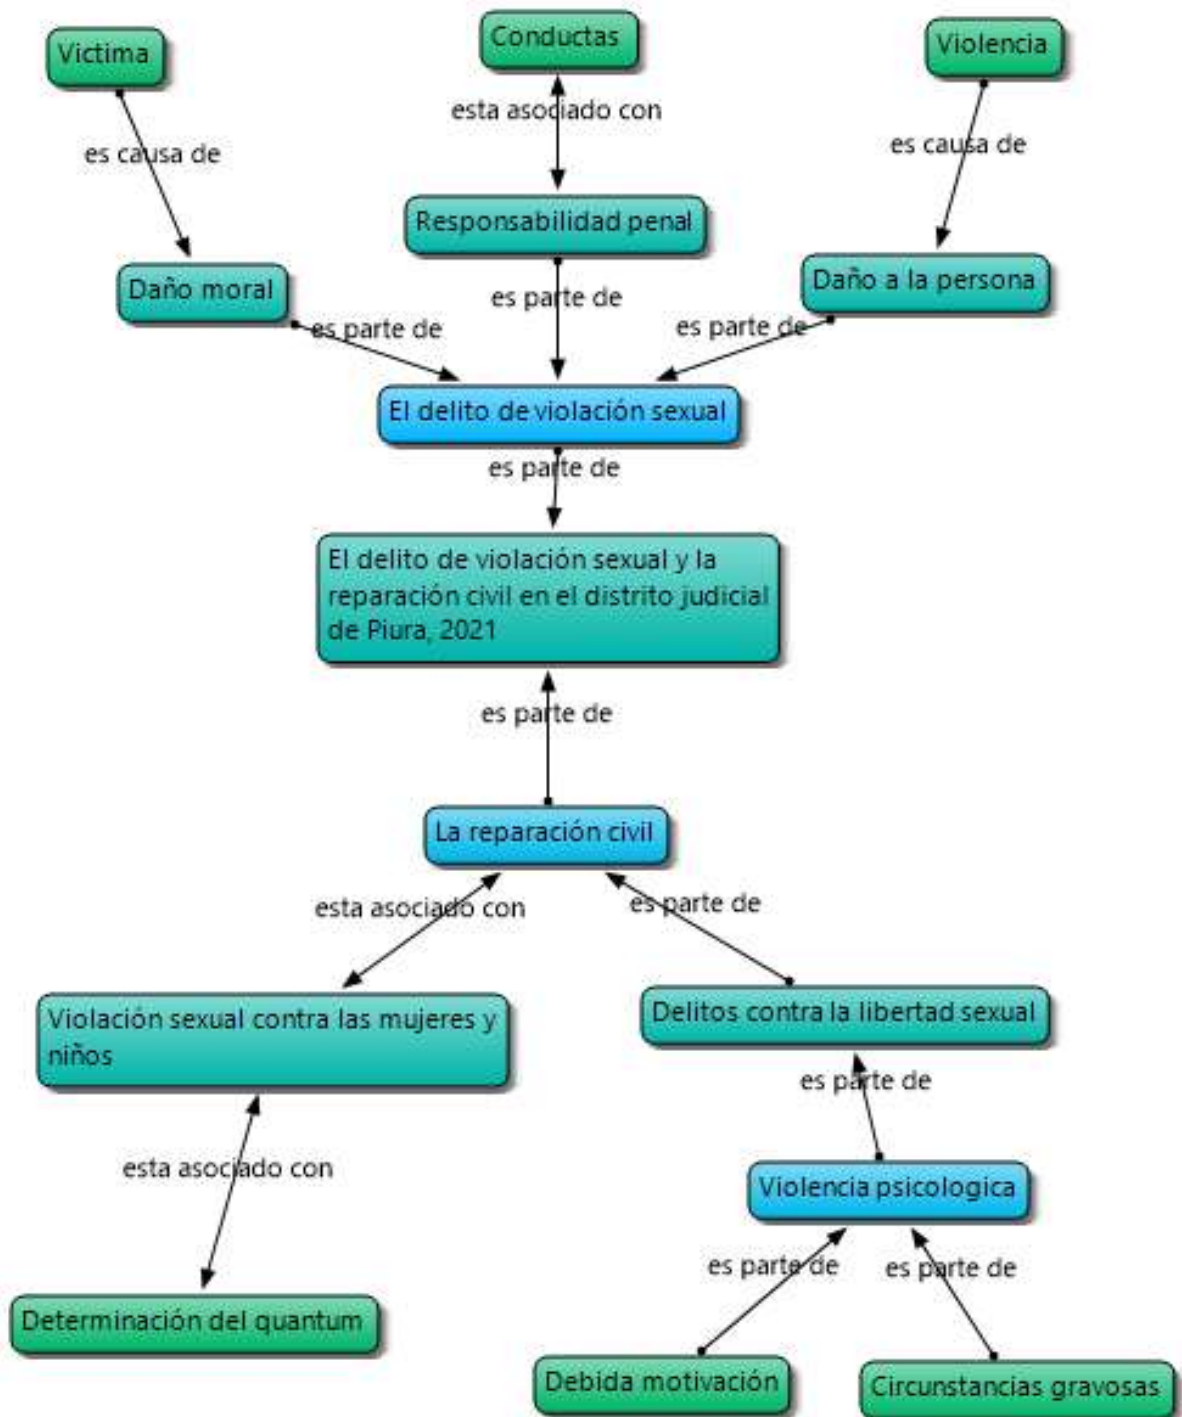 Victima
Conductas
Violencia
esta asociado con
es causa de
es causa de
Responsabilidad penal
Daño moral
Daño a la persona
es parte de
es parte de
es parte de
El delito de violación sexual
es parte de
El delito de violación sexual y la
reparación civil en el distrito judicial
de Piura, 2021
es parte de
La reparación civil
esta asociado con
es parte de
Violación sexual contra las mujeres y
niños
Delitos contra la libertad sexual
es parte de
esta asociado con
Violencia psicologica
es parte de
es parte de
Determinación del quantum
Debida motivación
Circunstancias gravosas